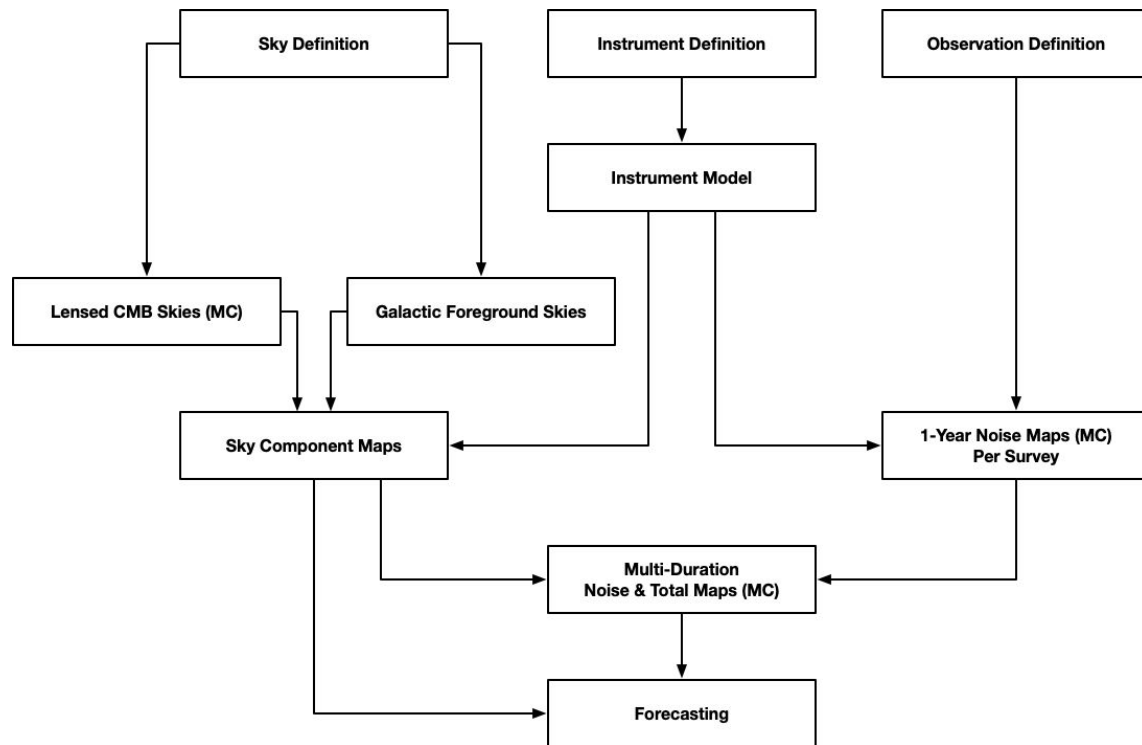 Sky Definition
Instrument Definition
Observation Definition
Instrument Model
Lensed CMB Skies (MC)
Galactic Foreground Skies
Sky Component Maps
1-Year Noise Maps (MC)
Per Survey
Multi-Duration
Noise & Total Maps (MC)
Forecasting